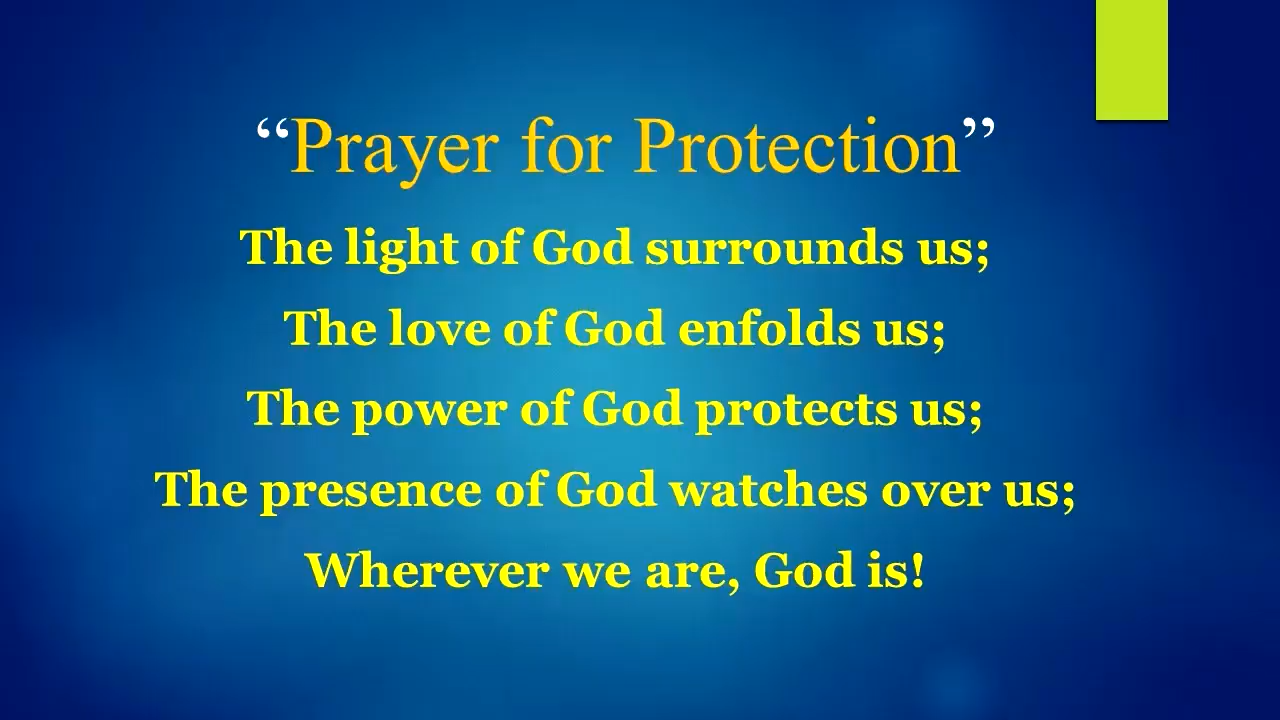 “Prayer for Protection”
The light of God surrounds us;
The love of God enfolds us;
The power of God protects us;
The presence of God watches over us;
Wherever we are, God is!